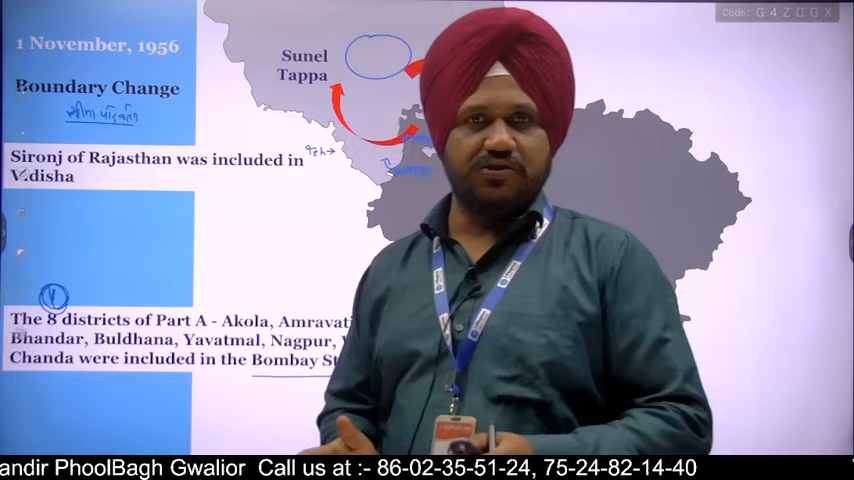 Code: G4ZCGX
1 November, 1956
Sunel
Tappa
Boundary Change
सीमा परिवर्तन
Sironj of Rajasthan was included in
Vidisha
The 8 districts of Part A - Akola, Amravati
Bhandar, Buldhana, Yavatmal, Nagpur,
Chanda were included in the Bombay St
andir PhoolBagh Gwalior Call us at :- 86-02-35-51-24, 75-24-82-14-40